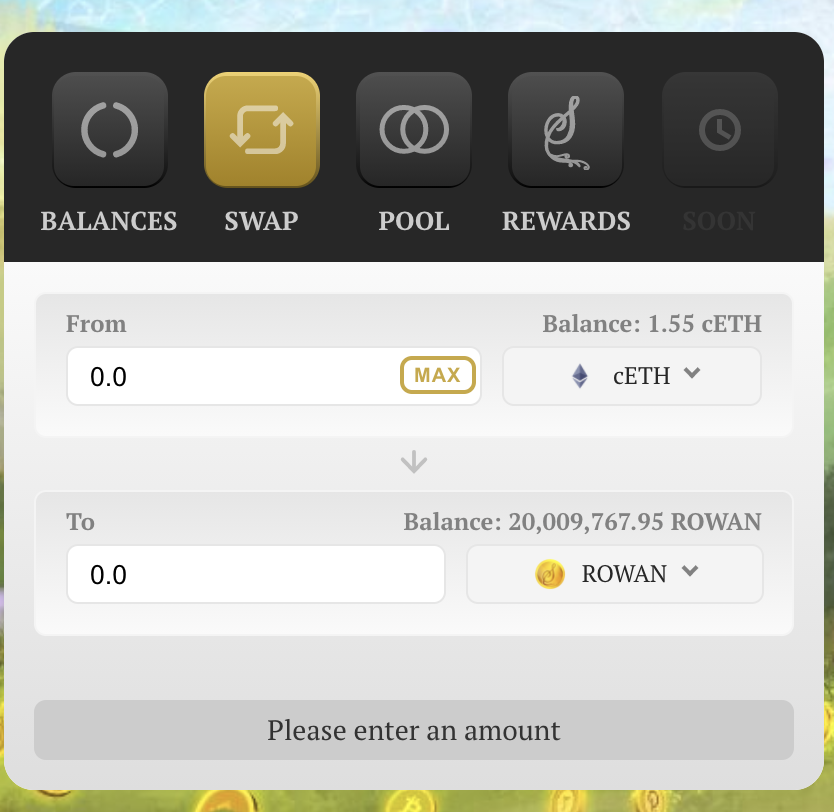 BALANCES SWAP POOL REWARDS SOON
From Balance: 1.55 cETH
0.0 MAX cETH
To Balance: 20,009,767.95 ROWAN
0.0 ROWAN
Please enter an amount